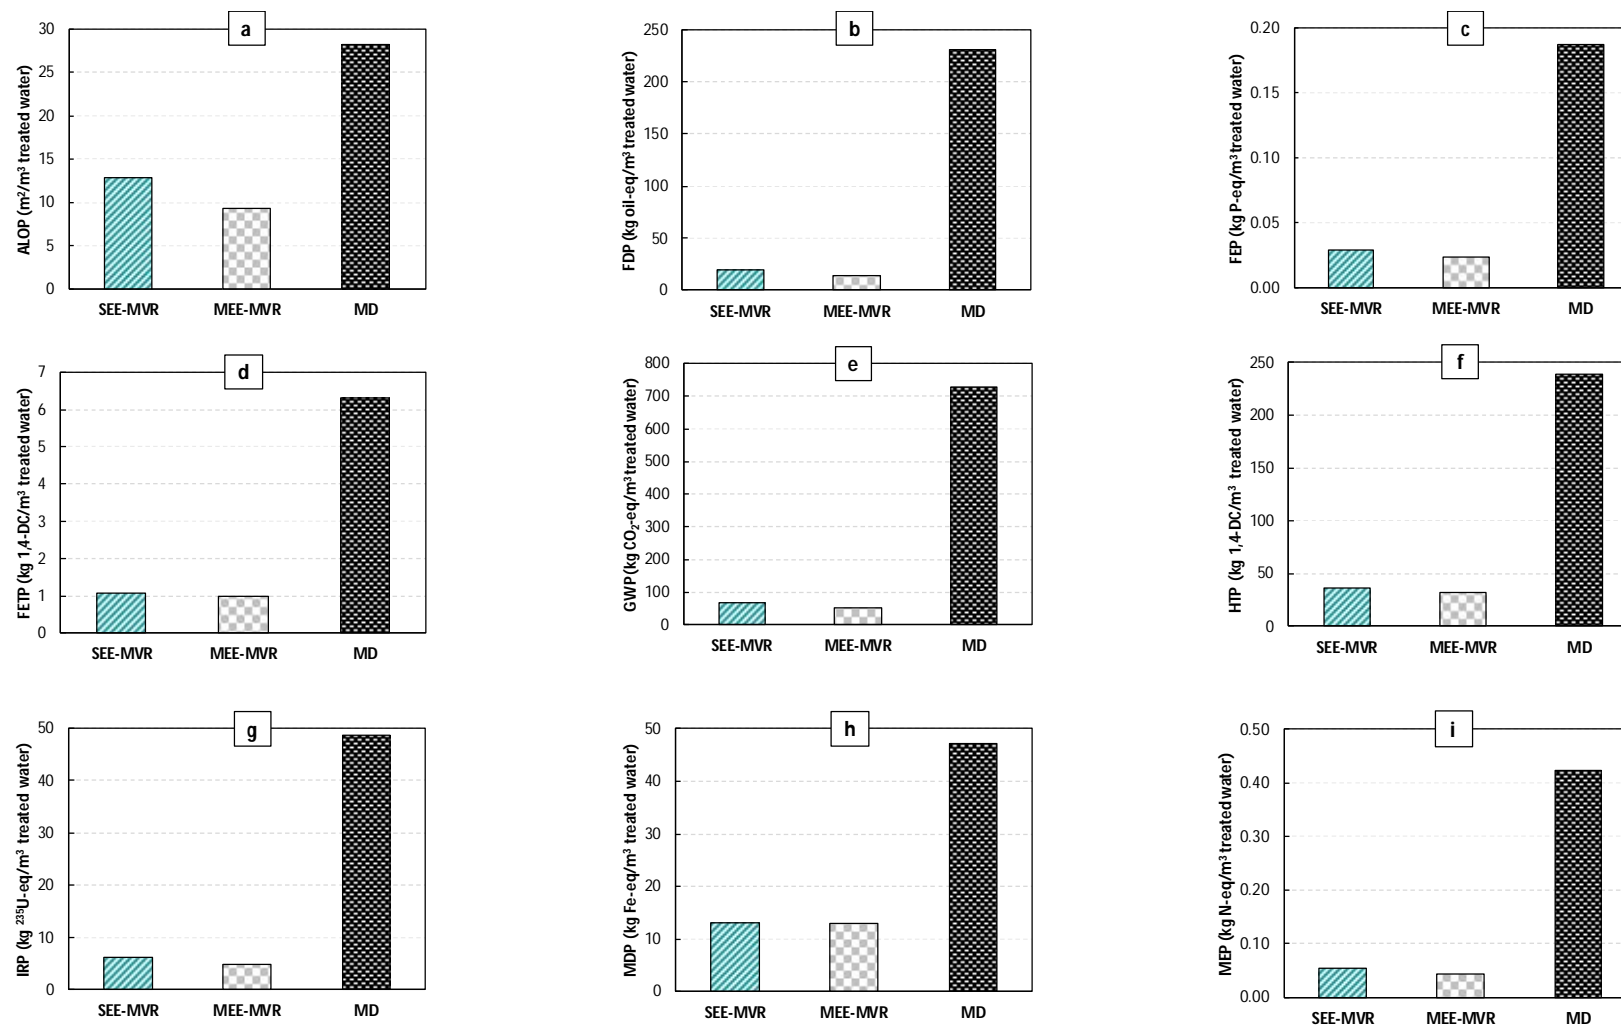 a
ALOP (m²/m³ treated water)
30
25
20
15
10
5
0
SEE-MVR MEE-MVR MD
b
FDP (kg oil-eq/m³ treated water)
250
200
150
100
50
0
SEE-MVR MEE-MVR MD
c
FEP (kg P-eq/m³ treated water)
0.20
0.15
0.10
0.05
0.00
SEE-MVR MEE-MVR MD
d
FETP (kg 1,4-DC/m³ treated water)
7
6
5
4
3
2
1
0
SEE-MVR MEE-MVR MD
e
GWP (kg CO₂-eq/m³ treated water)
800
700
600
500
400
300
200
100
0
SEE-MVR MEE-MVR MD
f
HTP (kg 1,4-DC/m³ treated water)
250
200
150
100
50
0
SEE-MVR MEE-MVR MD
g
IRP (kg ²³⁵U-eq/m³ treated water)
50
40
30
20
10
0
SEE-MVR MEE-MVR MD
h
MDP (kg Fe-eq/m³ treated water)
50
40
30
20
10
0
SEE-MVR MEE-MVR MD
i
MEP (kg N-eq/m³ treated water)
0.50
0.40
0.30
0.20
0.10
0.00
SEE-MVR MEE-MVR MD